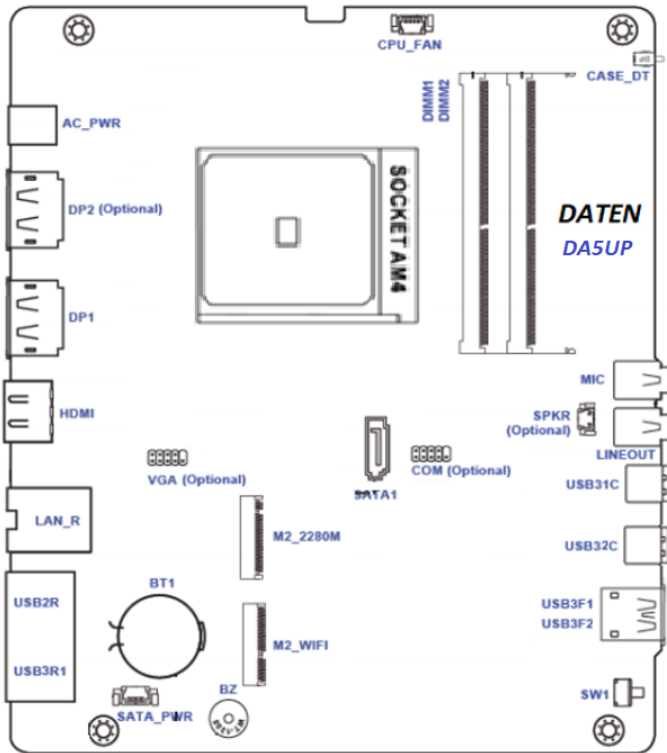 CPU_FAN
CASE_DT
DIMM1
DIMM2
AC_PWR
SOCKET AM4
DP2 (Optional)
DATEN
DA5UP
DP1
MIC
HDMI
SPKR
(Optional)
LINEOUT
VGA (Optional)
SATA1
COM (Optional)
USB31C
LAN_R
M2_2280M
USB32C
BT1
USB2R
USB3F1
USB3F2
M2_WIFI
USB3R1
BZ
SW1
SATA_PWR